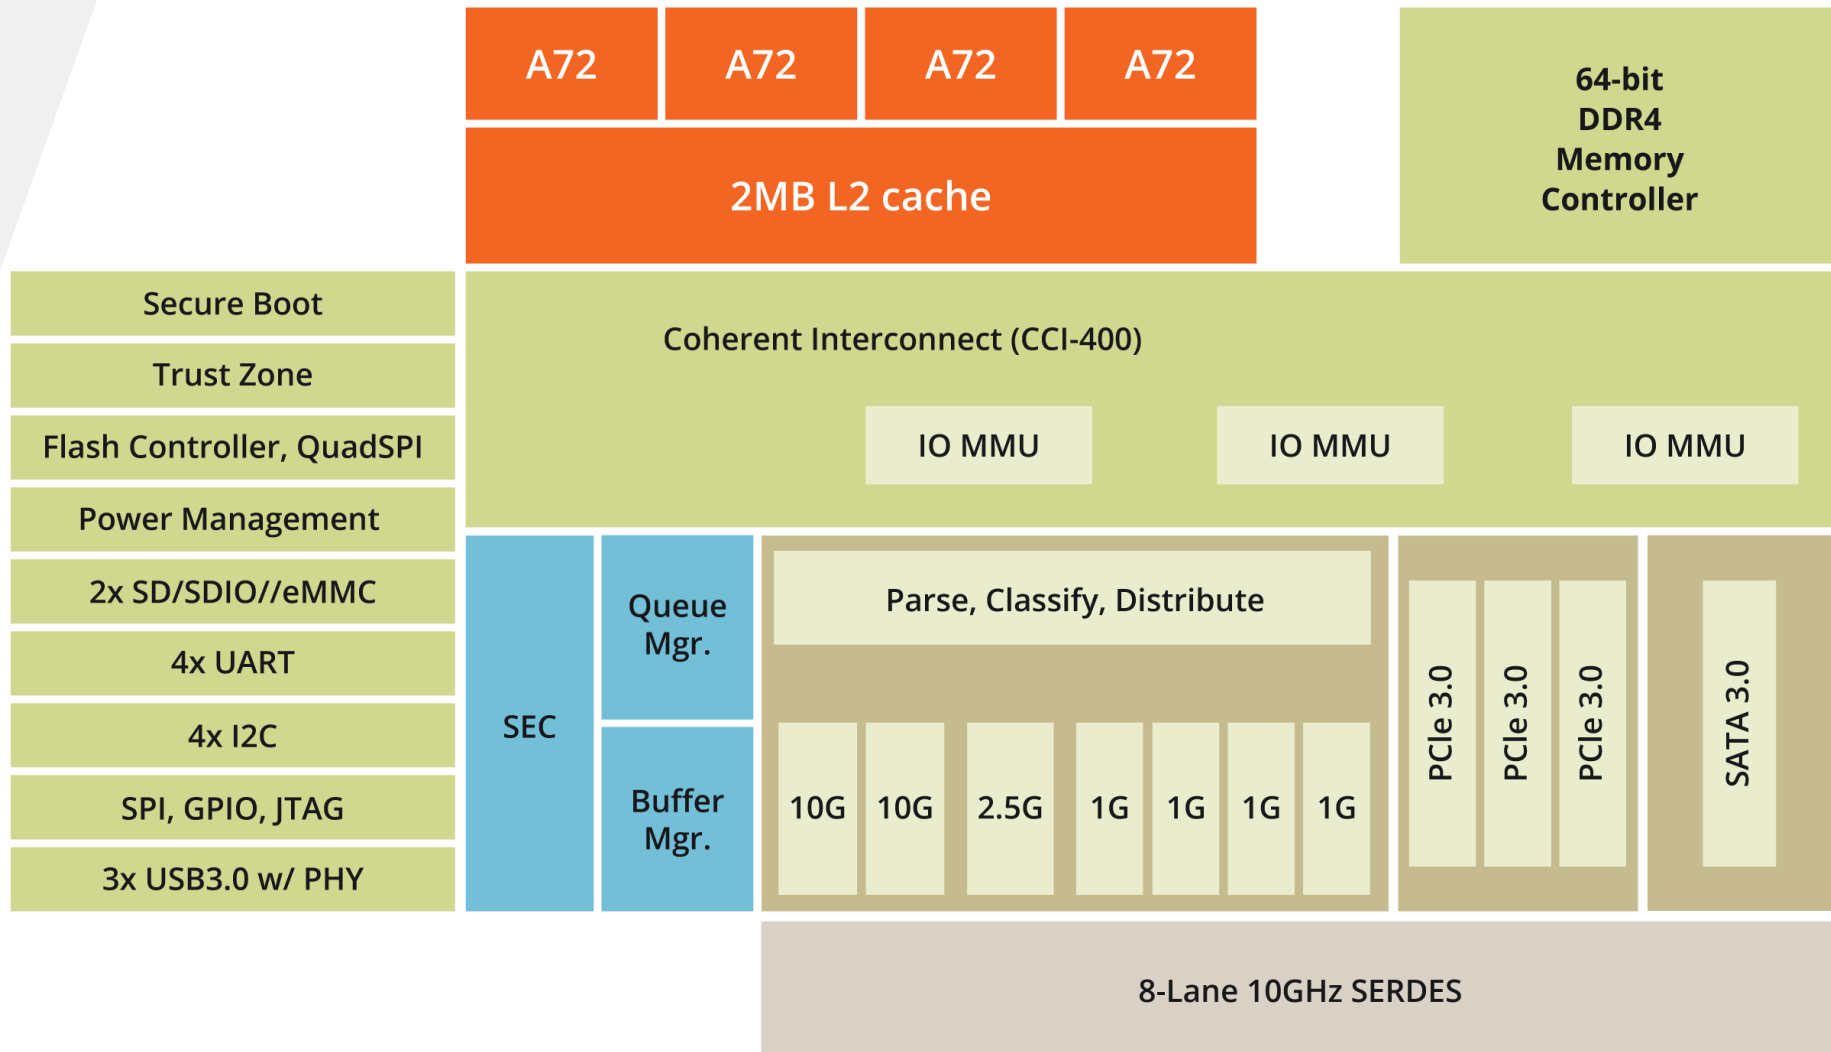 A72
A72
A72
A72
64-bit
DDR4
Memory
Controller
2MB L2 cache
Secure Boot
Trust Zone
Flash Controller, QuadSPI
Power Management
2x SD/SDIO//eMMC
4x UART
4x I2C
SPI, GPIO, JTAG
3x USB3.0 w/ PHY
Coherent Interconnect (CCI-400)
IO MMU
IO MMU
IO MMU
SEC
Queue
Mgr.
Buffer
Mgr.
Parse, Classify, Distribute
10G
10G
2.5G
1G
1G
1G
1G
PCle 3.0
PCle 3.0
PCle 3.0
SATA 3.0
8-Lane 10GHz SERDES